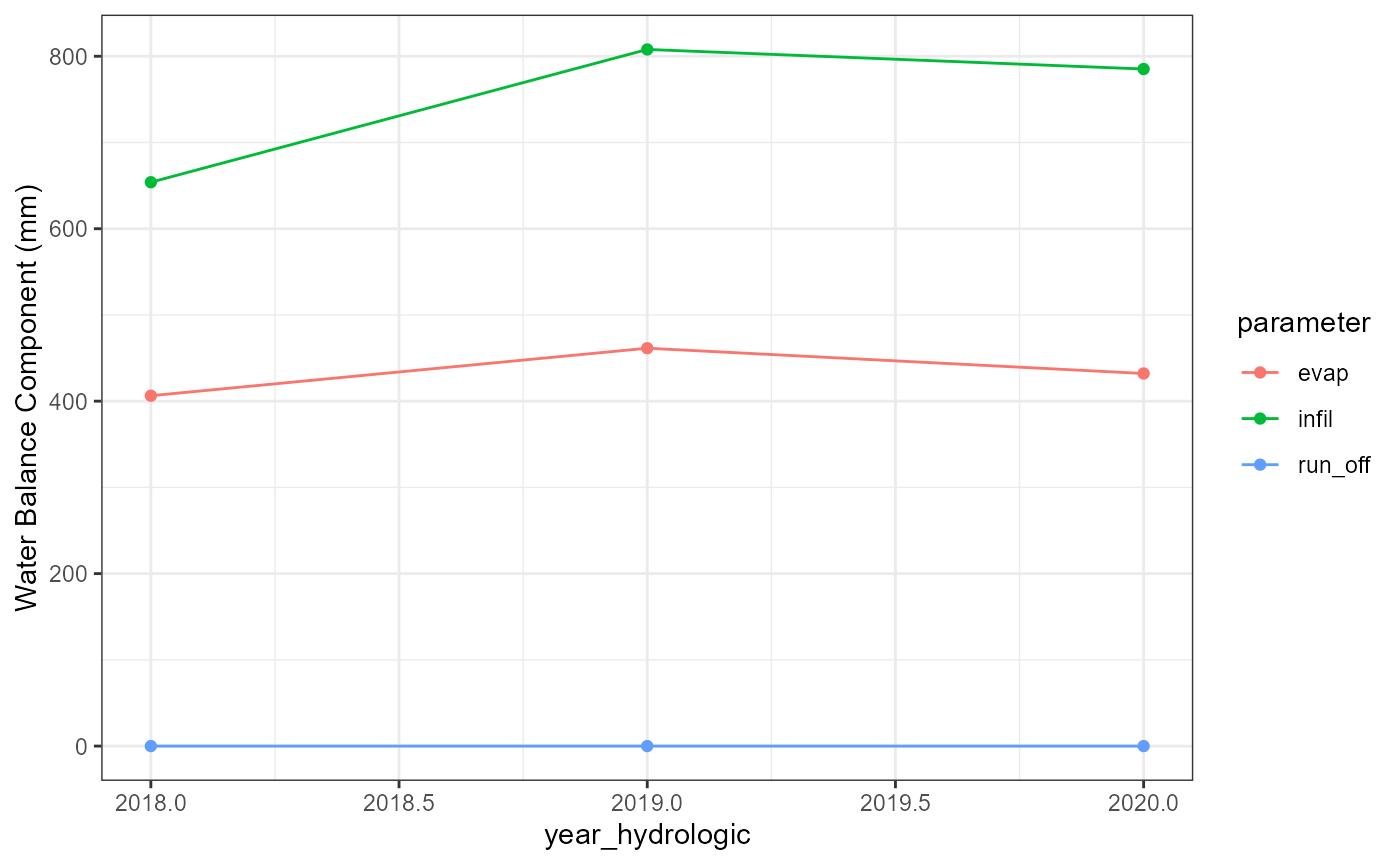 Water Balance Component (mm)
800
600
400
200
0
2018.0 2018.5 2019.0 2019.5 2020.0
year_hydrologic
parameter
evap
infil
run_off